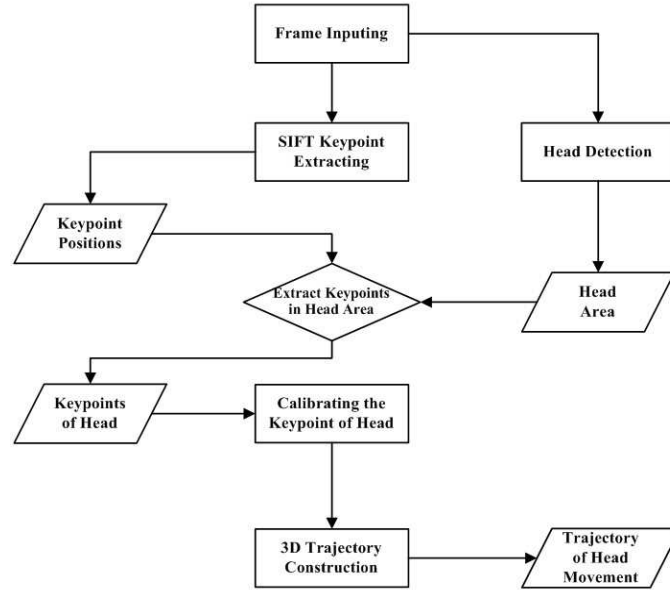 Frame Inputing
SIFT Keypoint
Extracting
Head Detection
Keypoint
Positions
Extract Keypoints
in Head Area
Head
Area
Keypoints
of Head
Calibrating the
Keypoint of Head
3D Trajectory
Construction
Trajectory
of Head
Movement